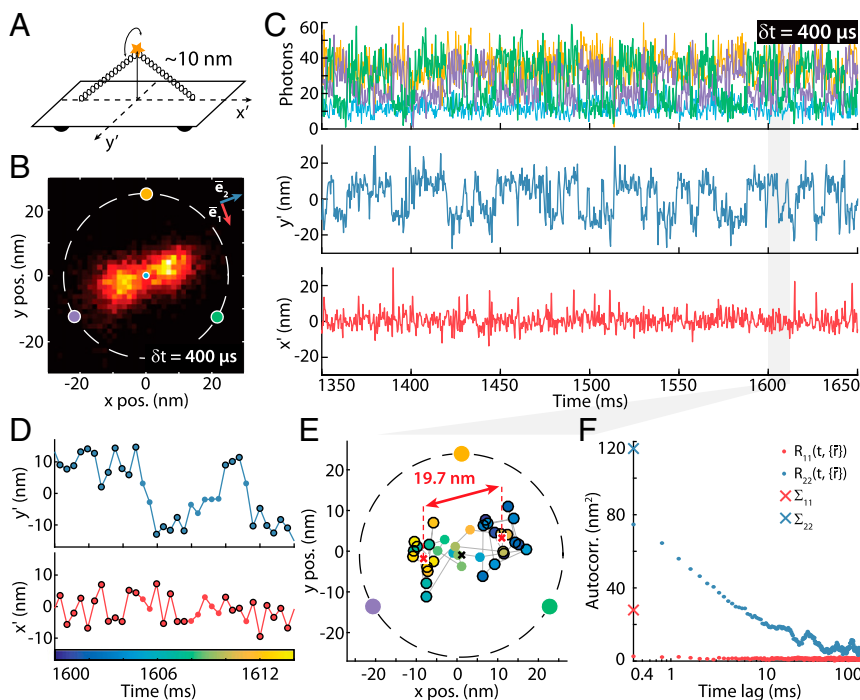 A
~10 nm
x'
y'
B
ē₂
ē₁
20
0
-20
y pos. (nm)
δt = 400 µs
-20 0 20
x pos. (nm)
C
δt = 400 µs
60
40
20
0
Photons
20
0
-20
y' (nm)
20
0
-20
x' (nm)
1350 1400 1450 1500 1550 1600 1650
Time (ms)
D
10
0
-10
y'
10
0
-10
x' (nm)
1600 1606 1612
Time (ms)
E
19.7 nm
20
10
0
-10
-20
y pos. (nm)
-20 -10 0 10 20
x pos. (nm)
F
R₁₁(t, {r̄})
R₂₂(t, {r̄})
Σ₁₁
Σ₂₂
120
80
40
0
Autocorr. (nm²)
0.4 1 10 100
Time lag (ms)